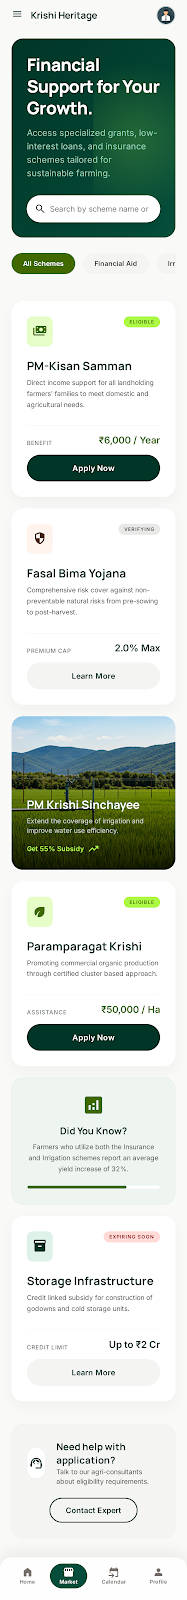 Krishi Heritage
Financial
Support for Your
Growth.
Access specialized grants, low-
interest loans, and insurance
schemes tailored for
sustainable farming.
Search by scheme name or
All Schemes
Financial Aid
Irr
ELIGIBLE
PM-Kisan Samman
Direct income support for all landholding
farmers' families to meet domestic and
agricultural needs.
BENEFIT
₹6,000 / Year
Apply Now
VERIFYING
Fasal Bima Yojana
Comprehensive risk cover against non-
preventable natural risks from pre-sowing
to post-harvest.
PREMIUM CAP
2.0% Max
Learn More
PM Krishi Sinchayee
Extend the coverage of irrigation and
improve water use efficiency.
Get 55% Subsidy
ELIGIBLE
Paramparagat Krishi
Promoting commercial organic production
through certified cluster based approach.
ASSISTANCE
₹50,000 / Ha
Apply Now
Did You Know?
Farmers who utilize both the Insurance
and Irrigation schemes report an average
yield increase of 32%.
EXPIRING SOON
Storage Infrastructure
Credit linked subsidy for construction of
godowns and cold storage units.
CREDIT LIMIT
Up to ₹2 Cr
Learn More
Need help with
application?
Talk to our agri-consultants
about eligibility requirements.
Contact Expert
Home
Market
Calendar
Profile